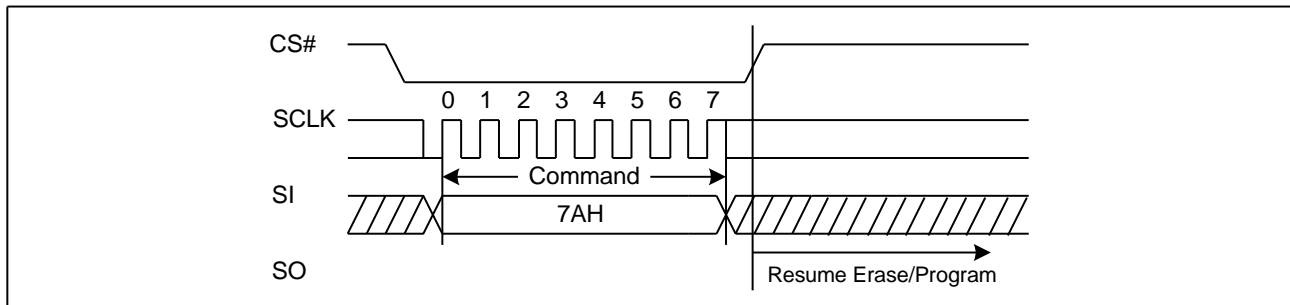 CS#
0 1 2 3 4 5 6 7
SCLK
Command
SI
7AH
SO
Resume Erase/Program